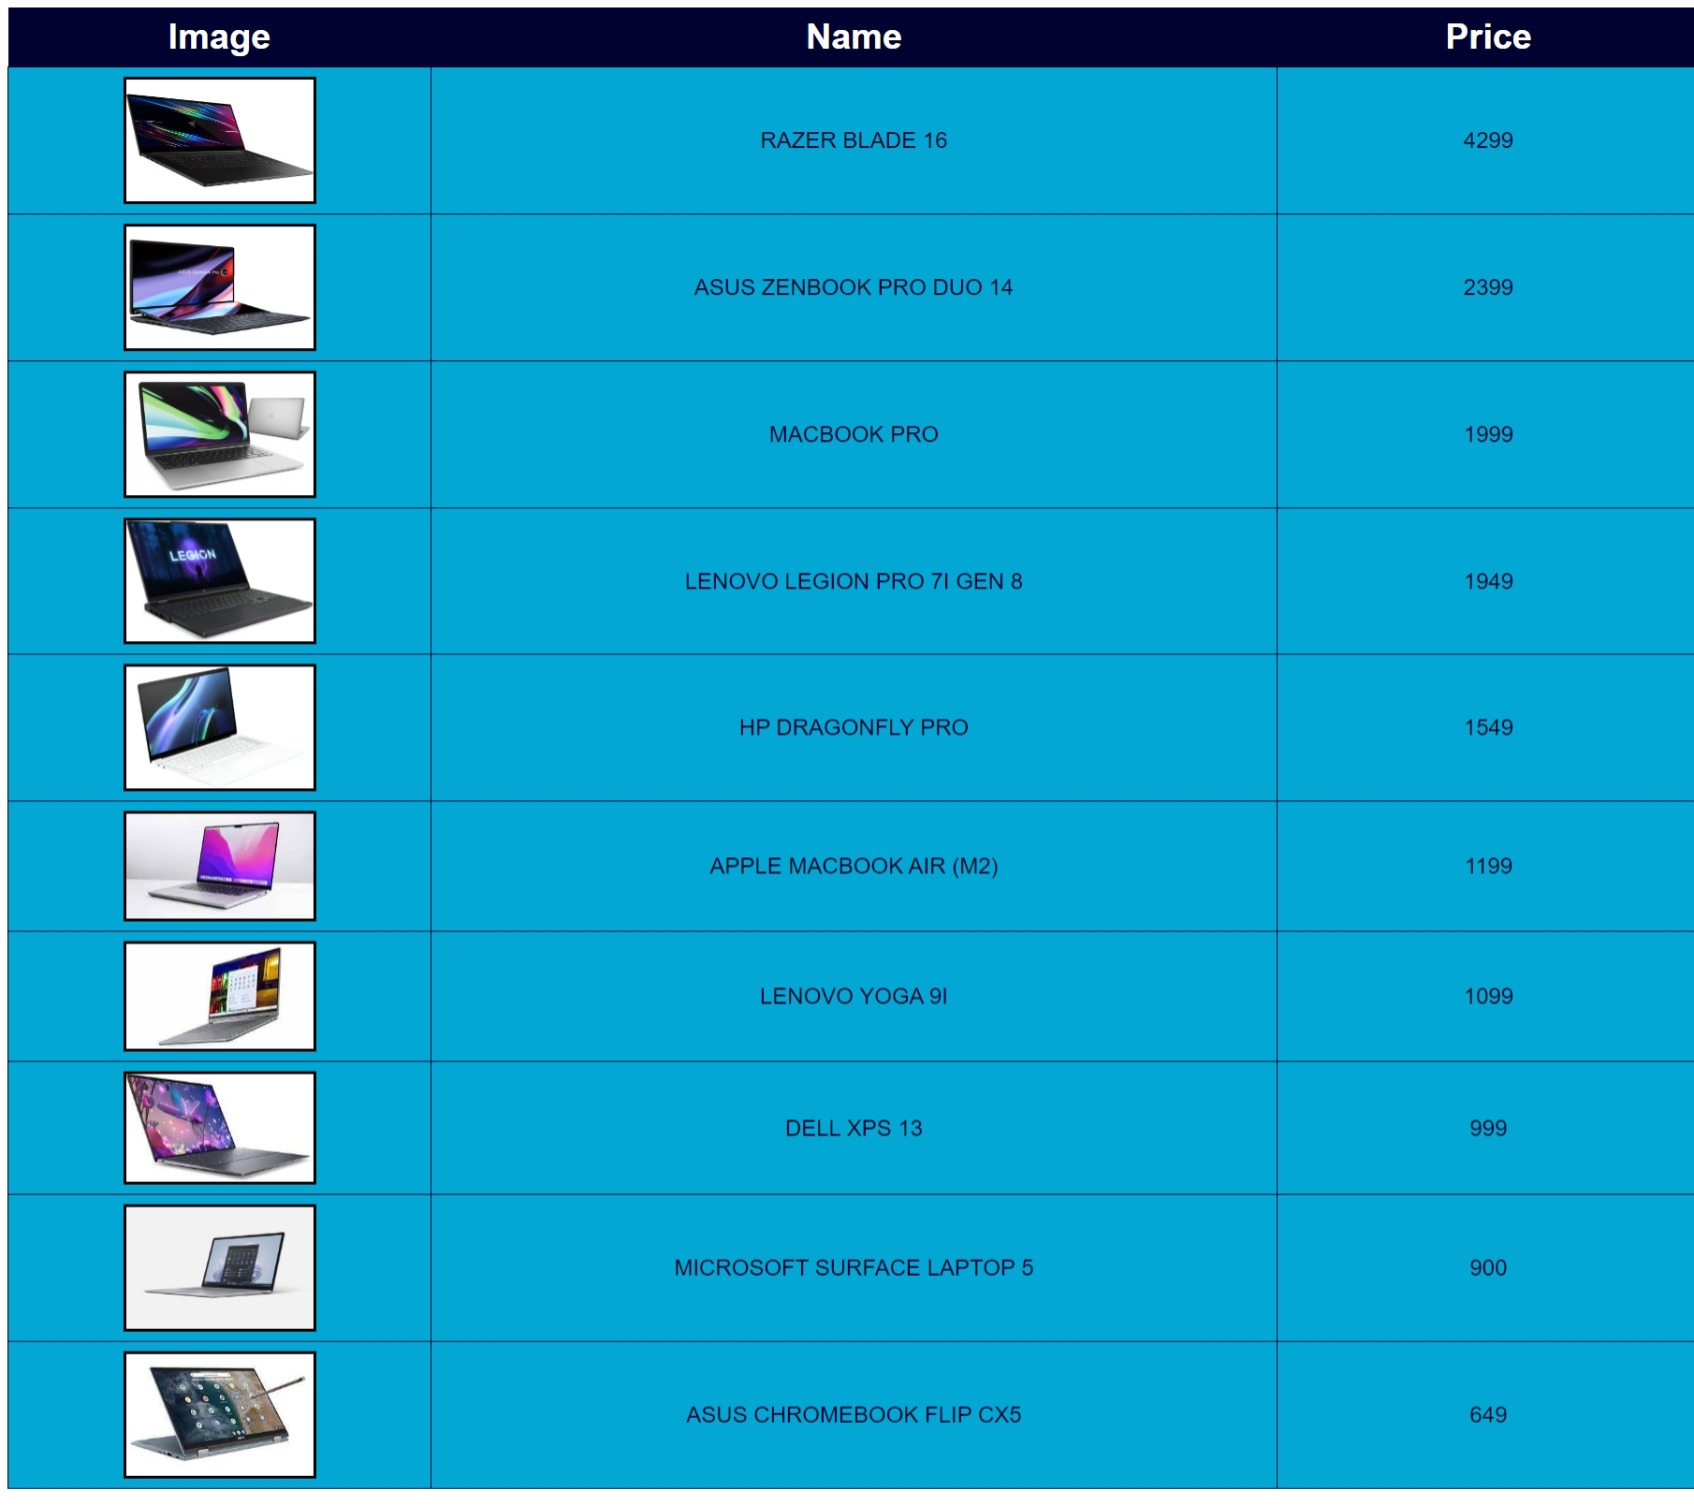 Image Name Price
RAZER BLADE 16 4299
ASUS ZENBOOK PRO DUO 14 2399
MACBOOK PRO 1999
LEGION
LENOVO LEGION PRO 7I GEN 8 1949
HP DRAGONFLY PRO 1549
APPLE MACBOOK AIR (M2) 1199
LENOVO YOGA 9I 1099
DELL XPS 13 999
MICROSOFT SURFACE LAPTOP 5 900
ASUS CHROMEBOOK FLIP CX5 649